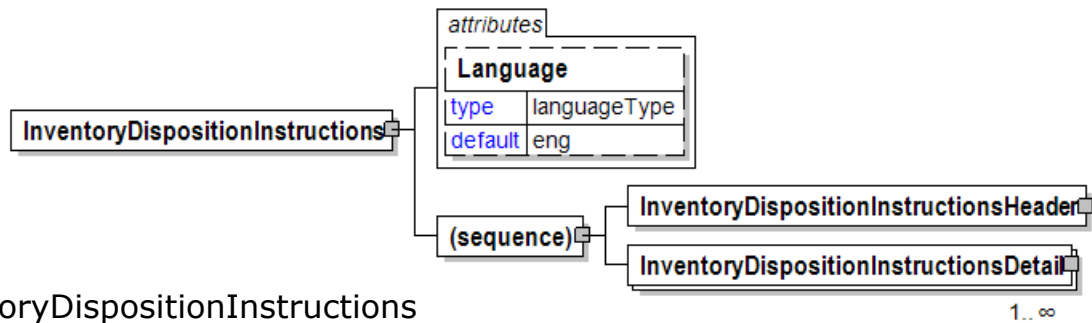 attributes
Language
type languageType
default eng
InventoryDispositionInstructions
(sequence)
InventoryDispositionInstructionsHeader
InventoryDispositionInstructionsDetail
1..∞
oryDispositionInstructions